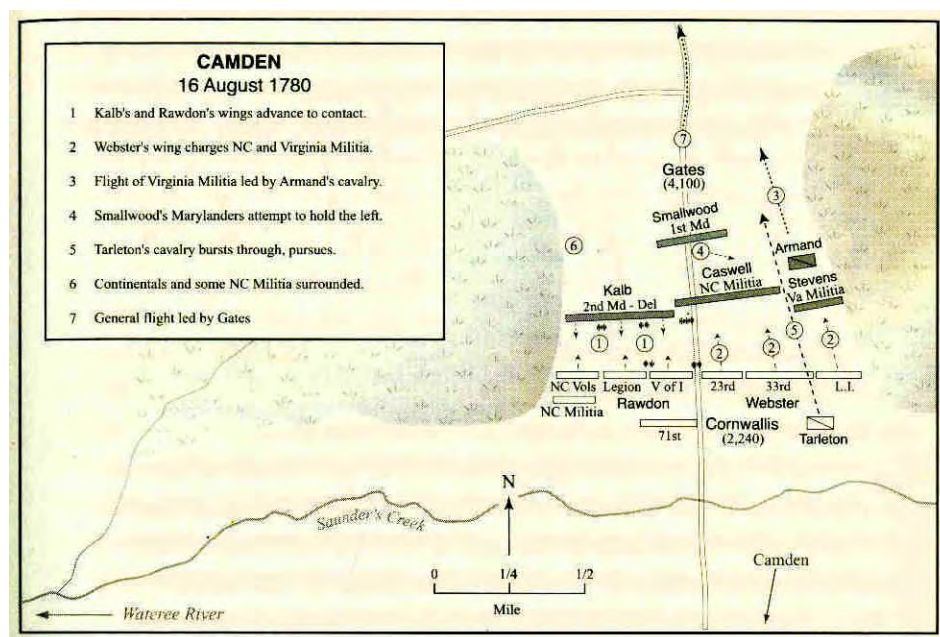 CAMDEN
16 August 1780
1 Kalb's and Rawdon's wings advance to contact.
2 Webster's wing charges NC and Virginia Militia.
3 Flight of Virginia Militia led by Armand's cavalry.
4 Smallwood's Marylanders attempt to hold the left.
5 Tarleton's cavalry bursts through, pursues.
6 Continentals and some NC Militia surrounded.
7 General flight led by Gates
7
Gates
(4,100)
3
Smallwood
1st Md
6
4
Armand
Caswell
NC Militia
Stevens
Va Militia
Kalb
2nd Md - Del
5
1
1
2
2
2
NC Vols
Legion
V of I
23rd
33rd
L.I.
NC Militia
Rawdon
Webster
71st
Cornwallis
(2,240)
Tarleton
N
Saunder's Creek
Camden
0 1/4 1/2
Mile
Wateree River